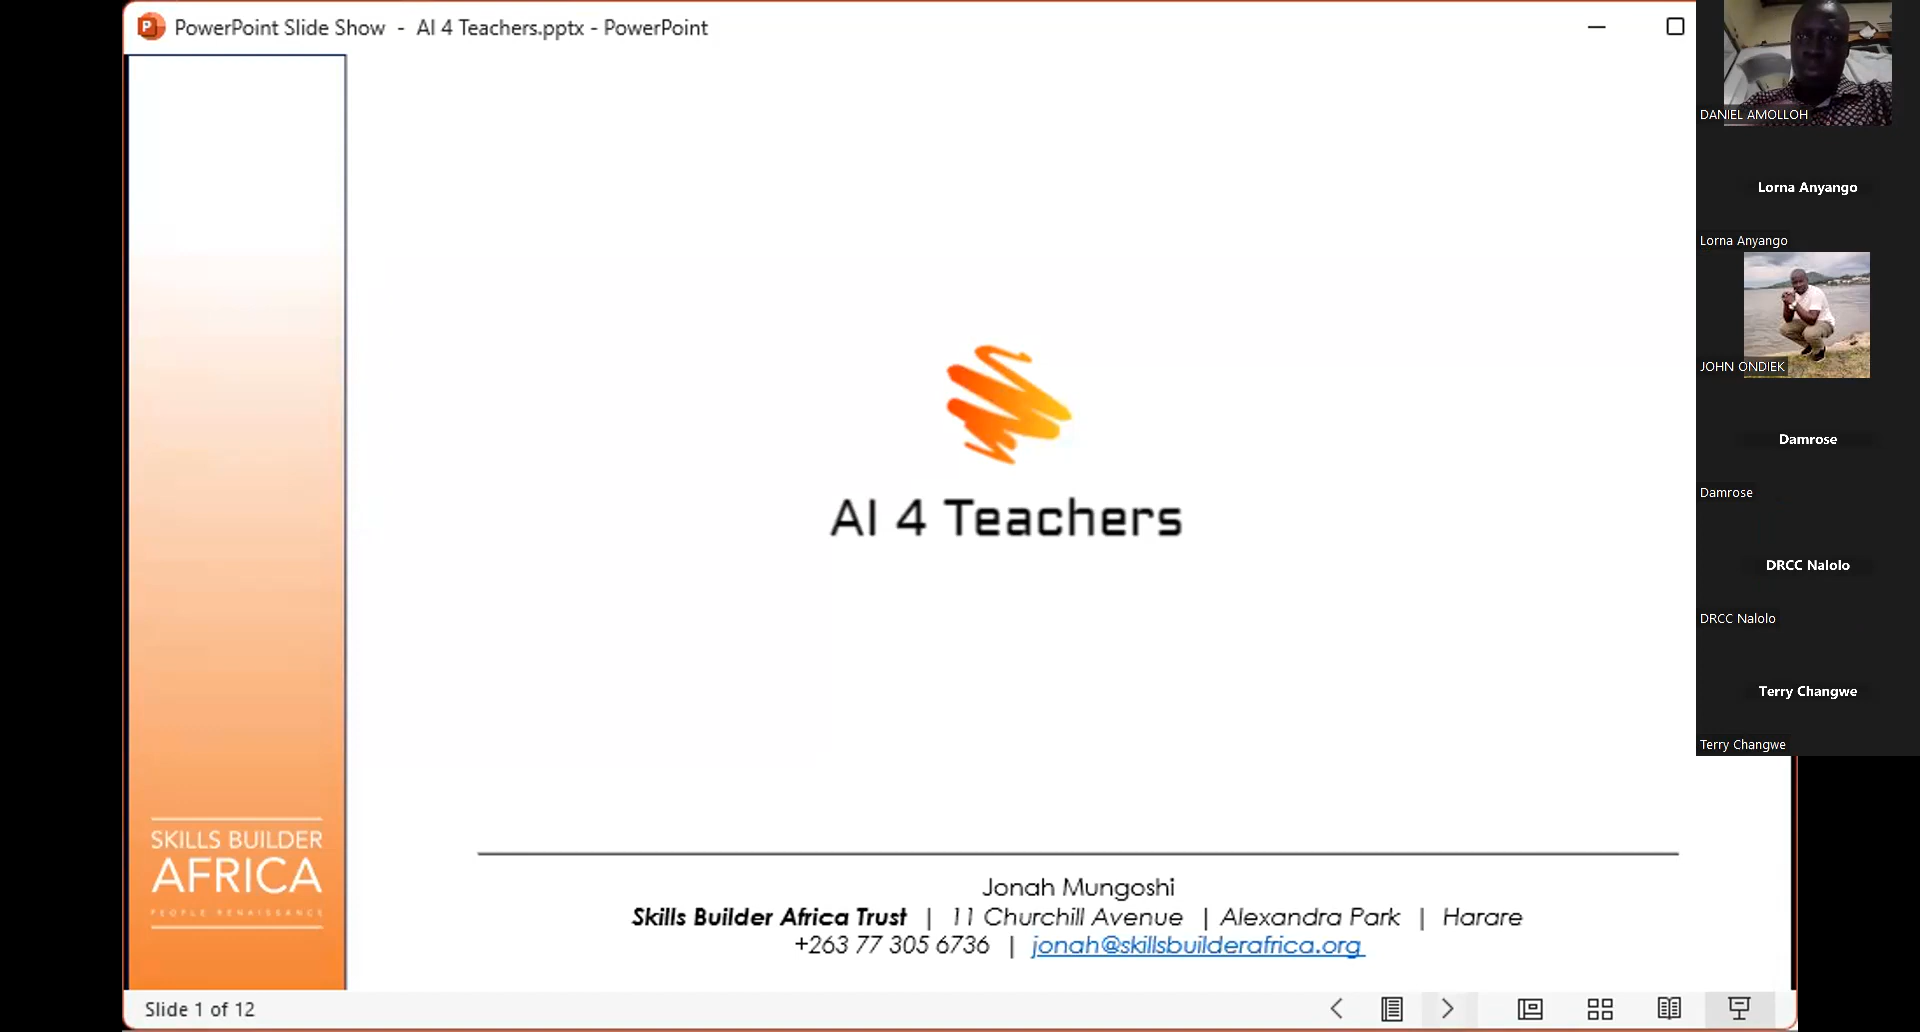 PowerPoint Slide Show - AI 4 Teachers.pptx - PowerPoint
AI 4 Teachers
SKILLS BUILDER
AFRICA
PEOPLE RENAISSANCE
Jonah Mungoshi
Skills Builder Africa Trust | 11 Churchill Avenue | Alexandra Park | Harare
+263 77 305 6736 | jonah@skillsbuilderafrica.org
Slide 1 of 12
DANIEL AMOLLOH
Lorna Anyango
Lorna Anyango
JOHN ONDIEK
Damrose
Damrose
DRCC Nalolo
DRCC Nalolo
Terry Changwe
Terry Changwe